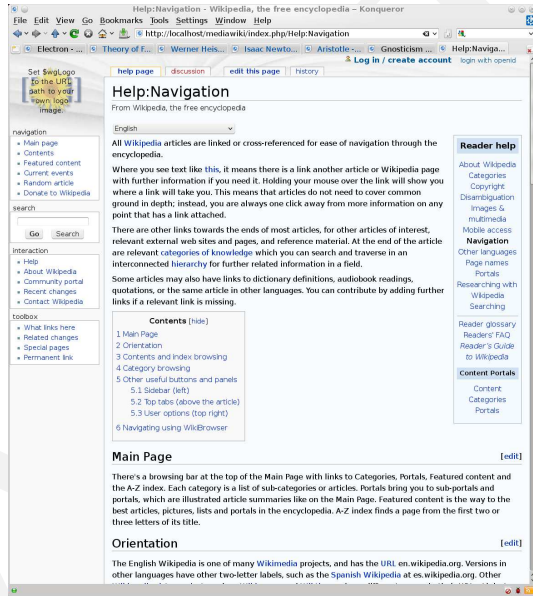 Help:Navigation - Wikipedia, the free encyclopedia – Konqueror
File Edit View Go Bookmarks Tools Settings Window Help
http://localhost/mediawiki/index.php/Help:Navigation
Electron - ...
Theory of F...
Werner Heis...
Isaac Newto...
Aristotle -...
Gnosticism ...
Help:Naviga...
Log in / create account login with openid
Set $wgLogo
to the URL
path to your
own logo
image.
help page
discussion
edit this page
history
Help:Navigation
From Wikipedia, the free encyclopedia
English
navigation
Main page
Contents
Featured content
Current events
Random article
Donate to Wikipedia
search
Go Search
interaction
Help
About Wikipedia
Community portal
Recent changes
Contact Wikipedia
toolbox
What links here
Related changes
Special pages
Permanent link
All Wikipedia articles are linked or cross-referenced for ease of navigation through the
encyclopedia.
Where you see text like this, it means there is a link another article or Wikipedia page
with further information if you need it. Holding your mouse over the link will show you
where a link will take you. This means that articles do not need to cover common
ground in depth; instead, you are always one click away from more information on any
point that has a link attached.
There are other links towards the ends of most articles, for other articles of interest,
relevant external web sites and pages, and reference material. At the end of the article
are relevant categories of knowledge which you can search and traverse in an
interconnected hierarchy for further related information in a field.
Some articles may also have links to dictionary definitions, audiobook readings,
quotations, or the same article in other languages. You can contribute by adding further
links if a relevant link is missing.
Reader help
About Wikipedia
Categories
Copyright
Disambiguation
Images &
multimedia
Mobile access
Navigation
Other languages
Page names
Portals
Researching with
Wikipedia
Searching
Reader glossary
Readers' FAQ
Reader's Guide
to Wikipedia
Content Portals
Content
Categories
Portals
Contents [hide]
1 Main Page
2 Orientation
3 Contents and index browsing
4 Category browsing
5 Other useful buttons and panels
5.1 Sidebar (left)
5.2 Top tabs (above the article)
5.3 User options (top right)
6 Navigating using WikiBrowser
Main Page [edit]
There's a browsing bar at the top of the Main Page with links to Categories, Portals, Featured content and
the A-Z index. Each category is a list of sub-categories or articles. Portals bring you to sub-portals and
portals, which are illustrated article summaries like on the Main Page. Featured content is the way to the
best articles, pictures, lists and portals in the encyclopedia. A-Z index finds a page from the first two or
three letters of its title.
Orientation [edit]
The English Wikipedia is one of many Wikimedia projects, and has the URL en.wikipedia.org. Versions in
other languages have other two-letter labels, such as the Spanish Wikipedia at es.wikipedia.org. Other